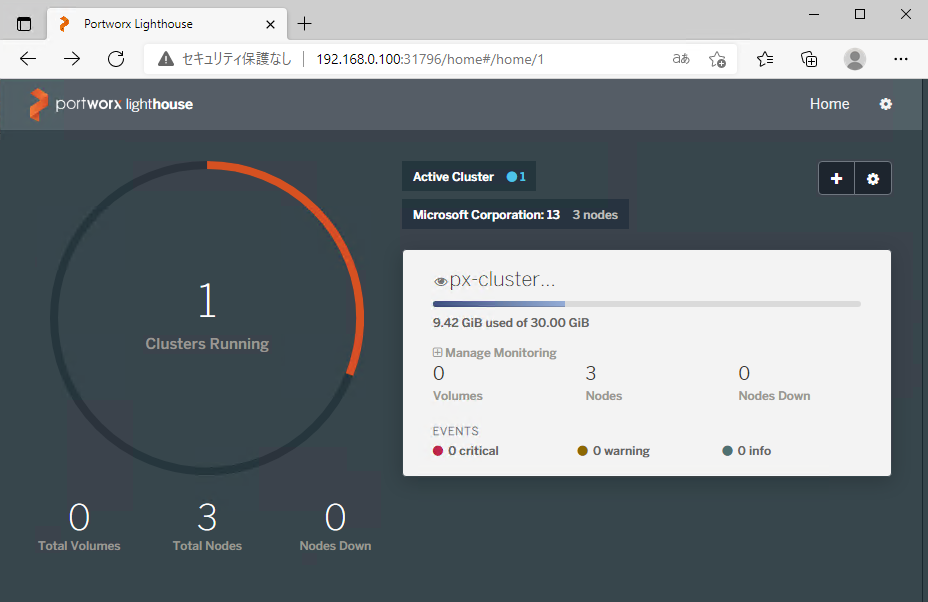 Portworx Lighthouse
セキュリティ保護なし 192.168.0.100:31796/home#/home/1 aあ
portworx lighthouse
Home
Active Cluster 1
Microsoft Corporation: 13 3 nodes
px-cluster...
9.42 GiB used of 30.00 GiB
Manage Monitoring
0 3 0
Volumes Nodes Nodes Down
EVENTS
0 critical 0 warning 0 info
1
Clusters Running
0 3 0
Total Volumes Total Nodes Nodes Down